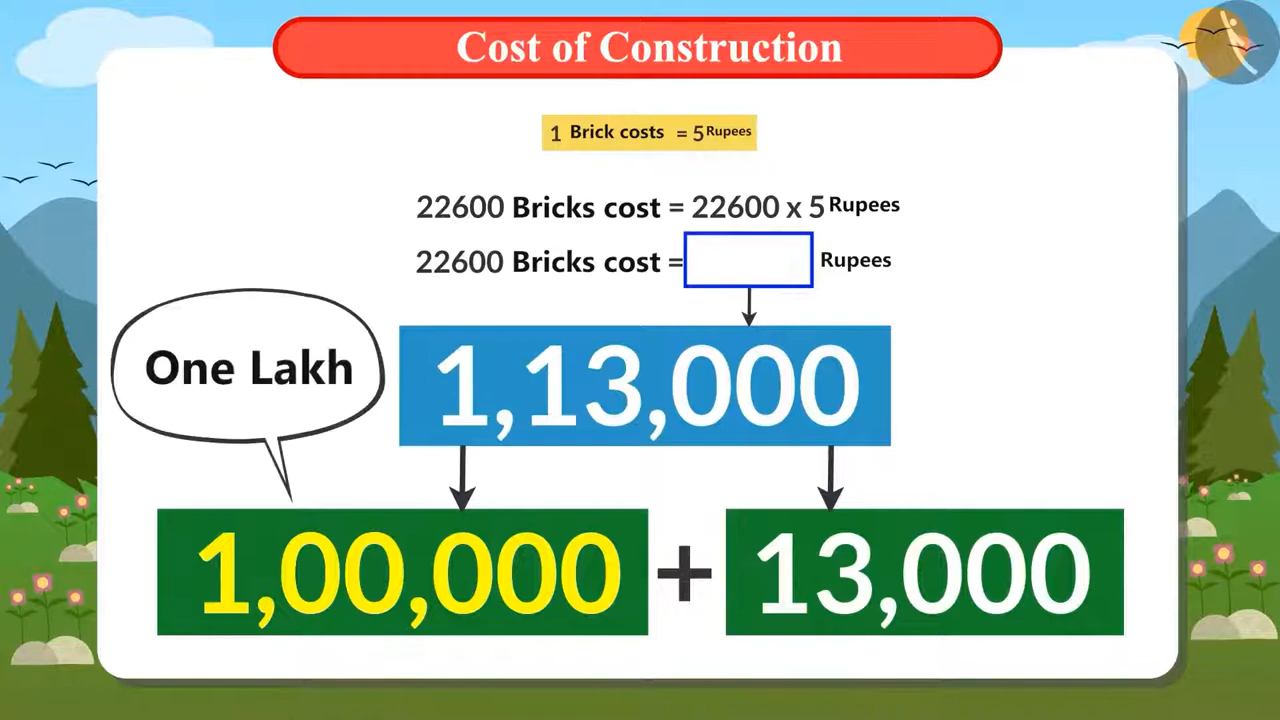 Cost of Construction
1 Brick costs = 5 Rupees
22600 Bricks cost = 22600 x 5 Rupees
22600 Bricks cost = Rupees
One Lakh
1,13,000
1,00,000 + 13,000